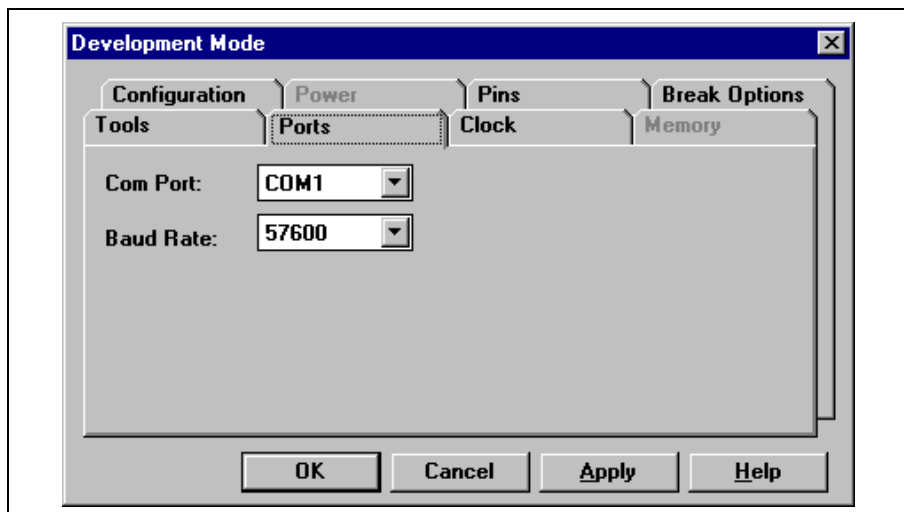 Development Mode
Configuration Power Pins Break Options
Tools Ports Clock Memory
Com Port: COM1
Baud Rate: 57600
OK Cancel Apply Help